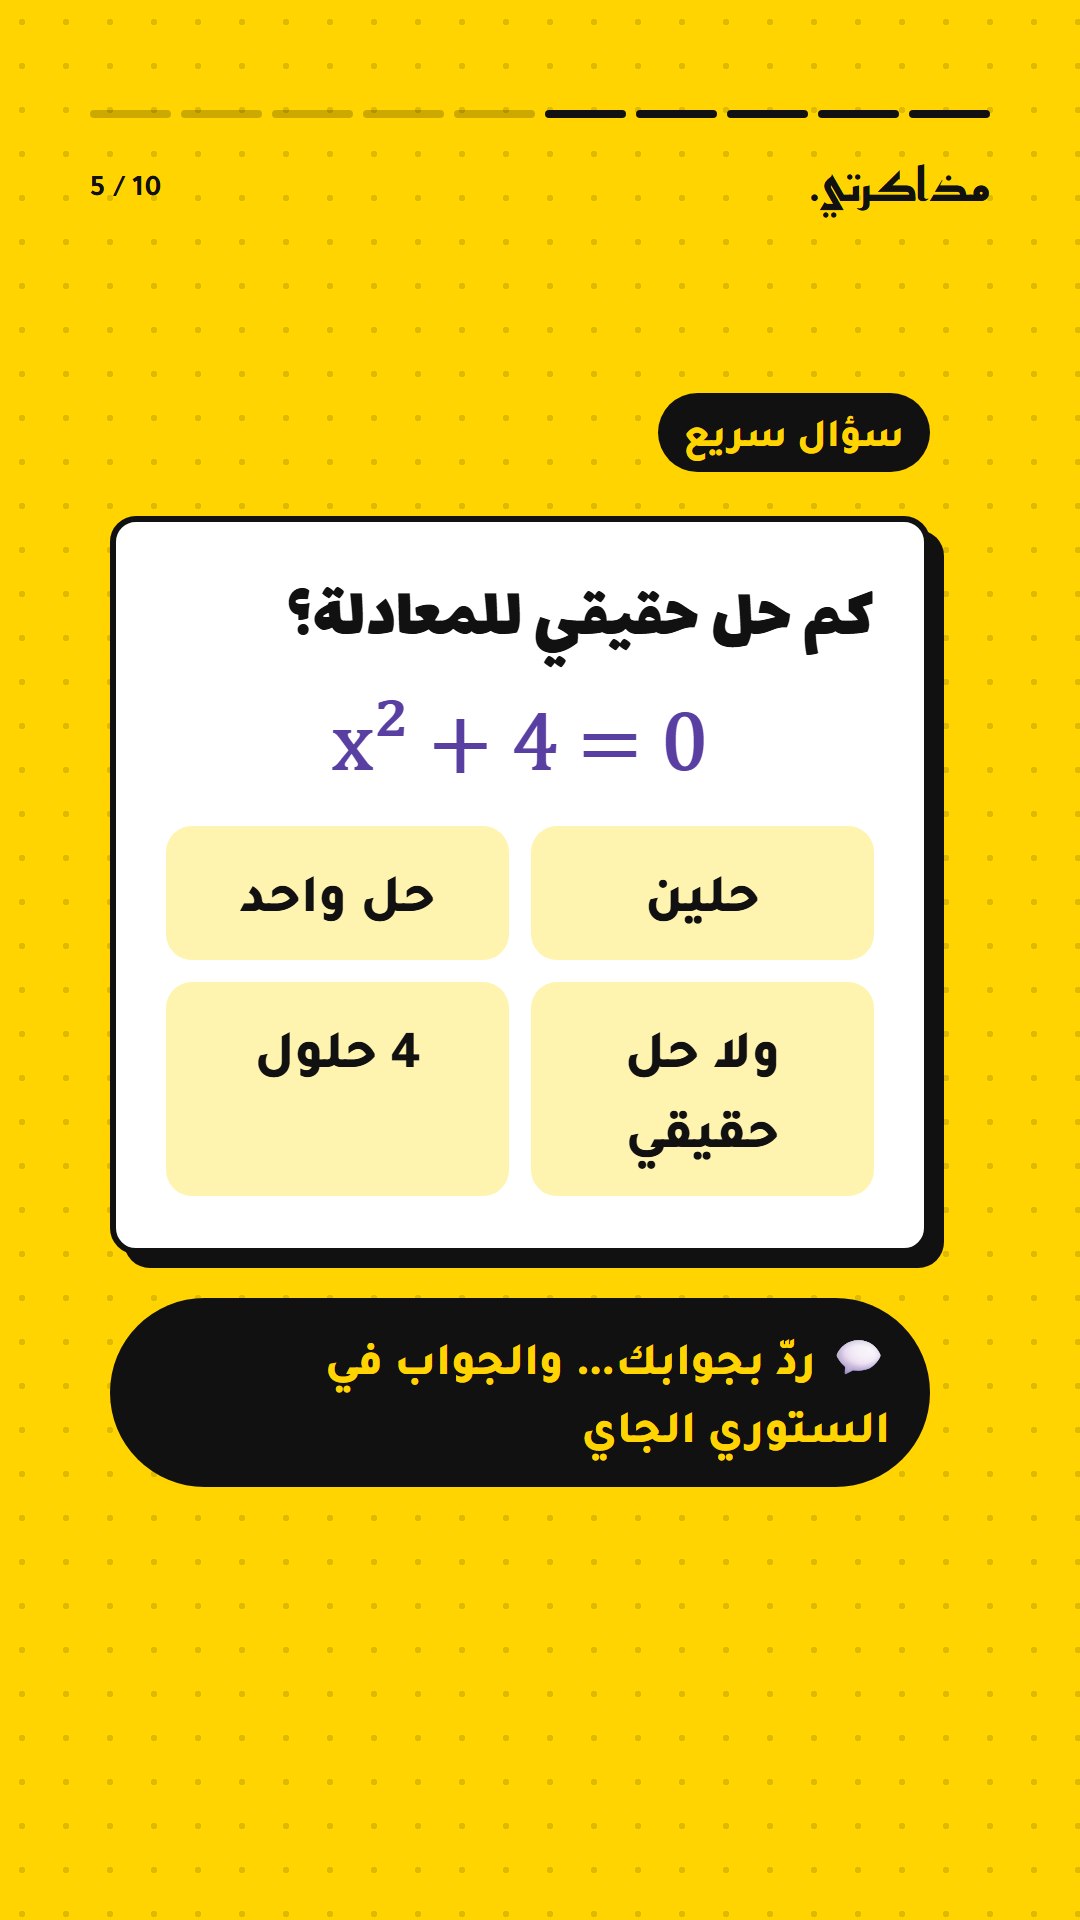 مذاكرتي.
5 / 10
سؤال سريع
كم حل حقيقي للمعادلة؟
x² + 4 = 0
حلين
حل واحد
ولا حل
حقيقي
4 حلول
💬 ردّ بجوابك... والجواب في
الستوري الجاي